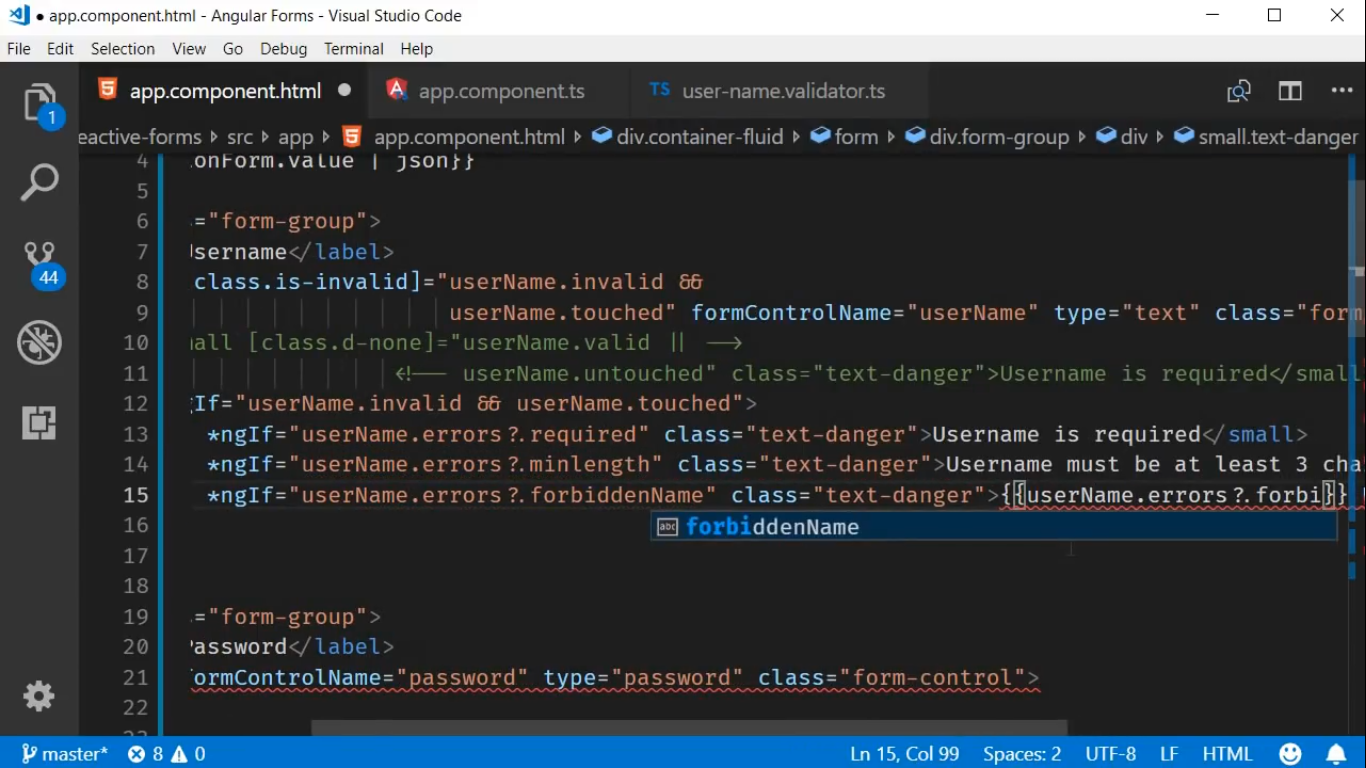 ● app.component.html - Angular Forms - Visual Studio Code
File Edit Selection View Go Debug Terminal Help
1
app.component.html ● app.component.ts TS user-name.validator.ts
eactive-forms › src › app › app.component.html › div.container-fluid › form › div.form-group › div › small.text-danger
4 onForm.value | json}}
5
6 ="form-group">
7 Username</label>
8 class.is-invalid]="userName.invalid &&
9 userName.touched" formControlName="userName" type="text" class="form
10 mall [class.d-none]="userName.valid || -->
11 <!-- userName.untouched" class="text-danger">Username is required</small
12 gIf="userName.invalid && userName.touched">
13 *ngIf="userName.errors?.required" class="text-danger">Username is required</small>
14 *ngIf="userName.errors?.minlength" class="text-danger">Username must be at least 3 cha
15 *ngIf="userName.errors?.forbiddenName" class="text-danger">{{userName.errors?.forbi}}
abc forbiddenName
16
17
18
19 ="form-group">
20 Password</label>
21 formControlName="password" type="password" class="form-control">
22
44
master* 8 0 Ln 15, Col 99 Spaces: 2 UTF-8 LF HTML